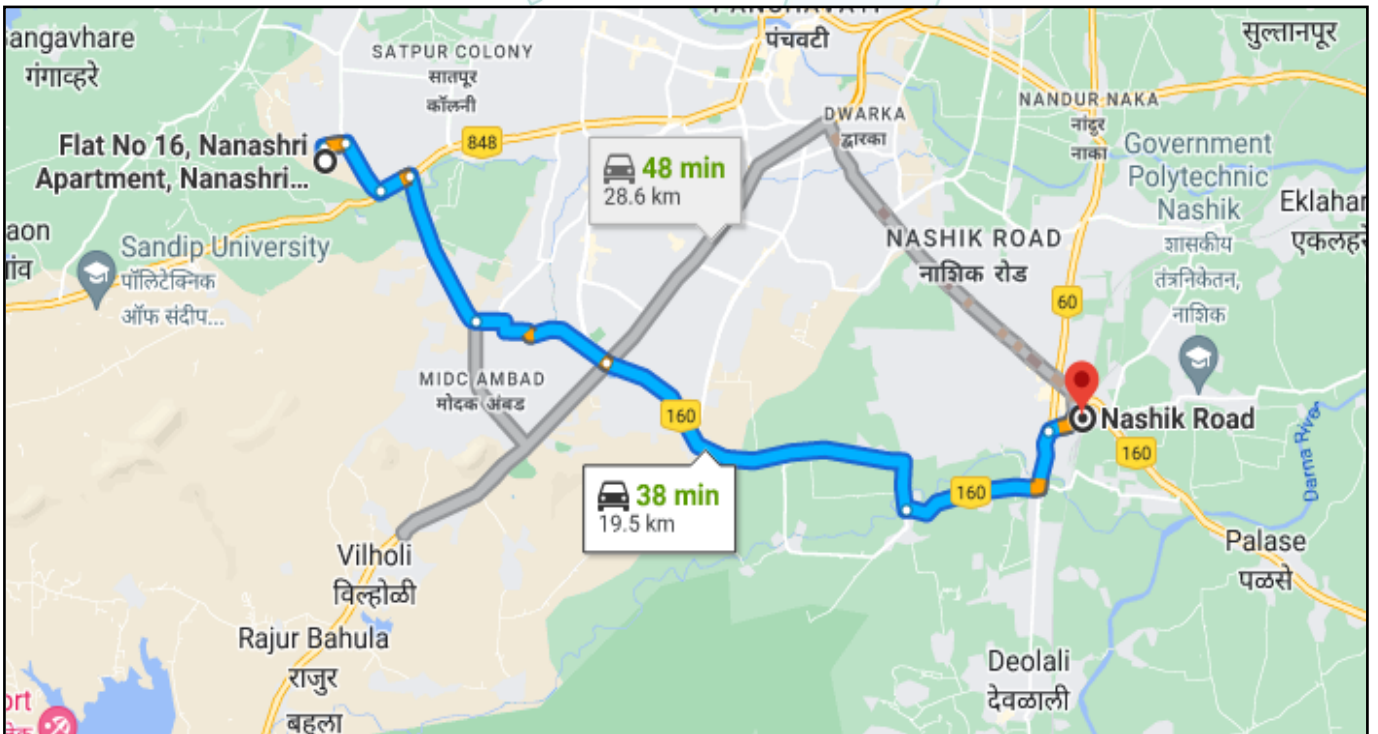 PANCHAVATI
पंचवटी
सुल्तानपूर
angavhare
गंगाव्हरे
SATPUR COLONY
सातपूर
कॉलनी
NANDUR NAKA
नांदुर
नाका
DWARKA
द्वारका
848
Flat No 16, Nanashri
Apartment, Nanashri...
48 min
28.6 km
Government
Polytechnic
Nashik
शासकीय
तंत्रनिकेतन,
नाशिक
Eklahar
एकलहरे
aon
ांव
Sandip University
पॉलिटेक्निक
ऑफ संदीप...
NASHIK ROAD
नाशिक रोड
60
MIDC AMBAD
मोदक अंबड
160
Nashik Road
160
Darna River
38 min
19.5 km
160
Vilholi
विल्होळी
Palase
पळसे
Rajur Bahula
राजुर
बहुला
Deolali
देवळाली
ort